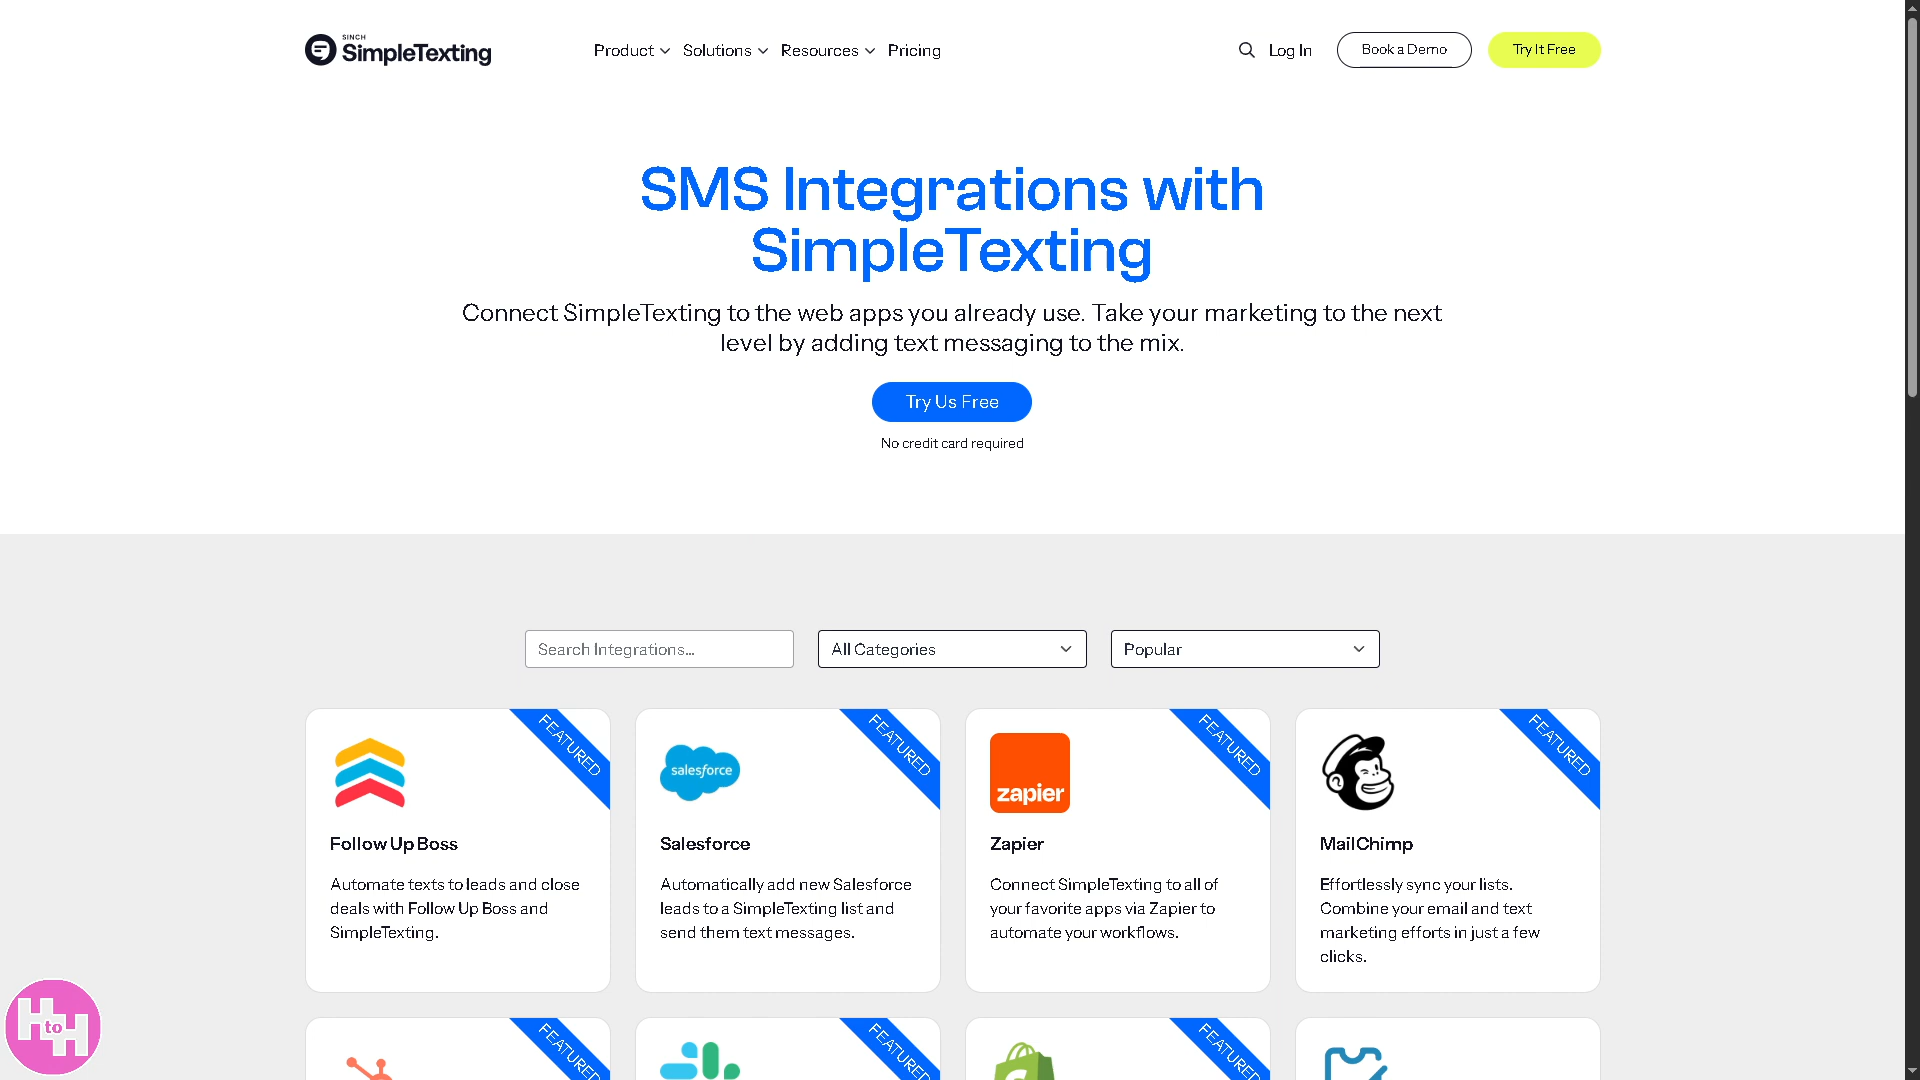 SINCH
SimpleTexting
Product
Solutions
Resources
Pricing
Log In
Book a Demo
Try It Free
SMS Integrations with
SimpleTexting
Connect SimpleTexting to the web apps you already use. Take your marketing to the next
level by adding text messaging to the mix.
Try Us Free
No credit card required
Search Integrations...
All Categories
Popular
FEATURED
Follow Up Boss
Automate texts to leads and close
deals with Follow Up Boss and
SimpleTexting.
FEATURED
salesforce
Salesforce
Automatically add new Salesforce
leads to a SimpleTexting list and
send them text messages.
FEATURED
zapier
Zapier
Connect SimpleTexting to all of
your favorite apps via Zapier to
automate your workflows.
FEATURED
MailChimp
Effortlessly sync your lists.
Combine your email and text
marketing efforts in just a few
clicks.
FEATURED
FEATURED
FEATURED
H to H